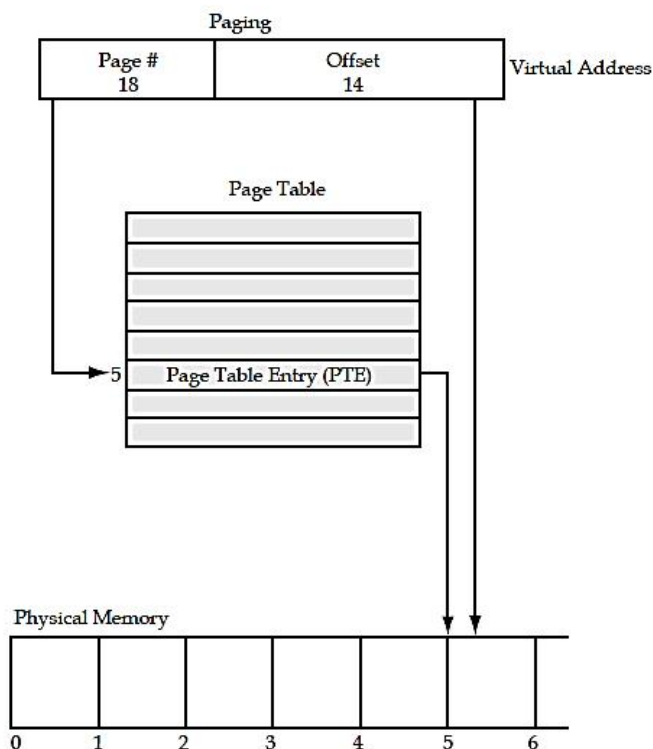 Paging
Page # Offset Virtual Address
18 14
Page Table
5 Page Table Entry (PTE)
Physical Memory
0 1 2 3 4 5 6